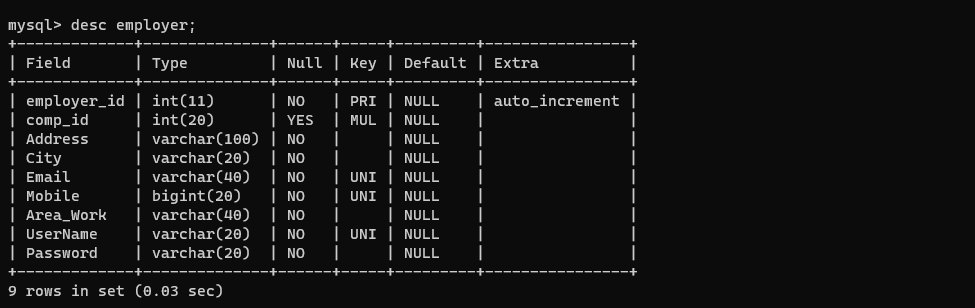 mysql> desc employer;
+-------------+--------------+------+-----+---------+----------------+
| Field       | Type         | Null | Key | Default | Extra          |
+-------------+--------------+------+-----+---------+----------------+
| employer_id | int(11)      | NO   | PRI | NULL    | auto_increment |
| comp_id     | int(20)      | YES  | MUL | NULL    |                |
| Address     | varchar(100) | NO   |     | NULL    |                |
| City        | varchar(20)  | NO   |     | NULL    |                |
| Email       | varchar(40)  | NO   | UNI | NULL    |                |
| Mobile      | bigint(20)   | NO   | UNI | NULL    |                |
| Area_Work   | varchar(40)  | NO   |     | NULL    |                |
| UserName    | varchar(20)  | NO   | UNI | NULL    |                |
| Password    | varchar(20)  | NO   |     | NULL    |                |
+-------------+--------------+------+-----+---------+----------------+
9 rows in set (0.03 sec)